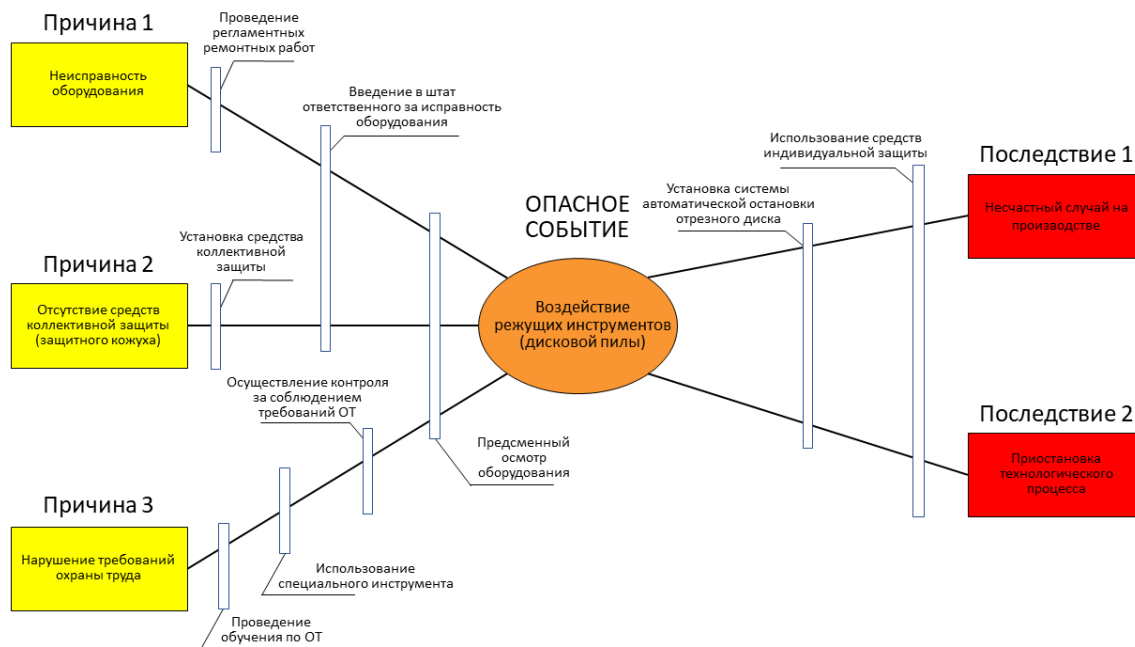 Причина 1
Неисправность
оборудования
Проведение
регламентных
ремонтных работ
Введение в штат
ответственного за исправность
оборудования
Причина 2
Отсутствие средств
коллективной защиты
(защитного кожуха)
Установка средства
коллективной
защиты
Причина 3
Нарушение требований
охраны труда
Осуществление контроля
за соблюдением
требований ОТ
Использование
специального инструмента
Проведение
обучения по ОТ
Предсменный
осмотр
оборудования
ОПАСНОЕ
СОБЫТИЕ
Воздействие
режущих инструментов
(дисковой пилы)
Установка системы
автоматической остановки
отрезного диска
Использование средств
индивидуальной защиты
Последствие 1
Несчастный случай на
производстве
Последствие 2
Приостановка
технологического
процесса